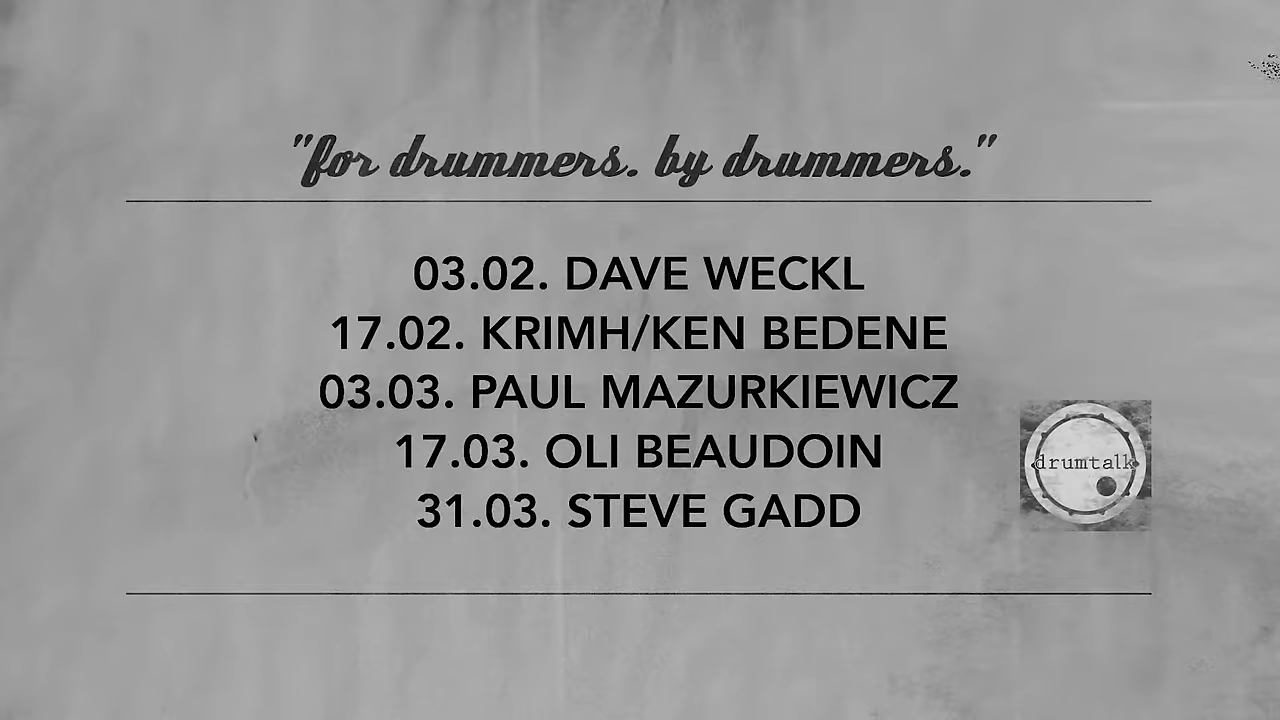 "for drummers. by drummers."
03.02. DAVE WECKL
17.02. KRIMH/KEN BEDENE
03.03. PAUL MAZURKIEWICZ
17.03. OLI BEAUDOIN
31.03. STEVE GADD
drumtalk